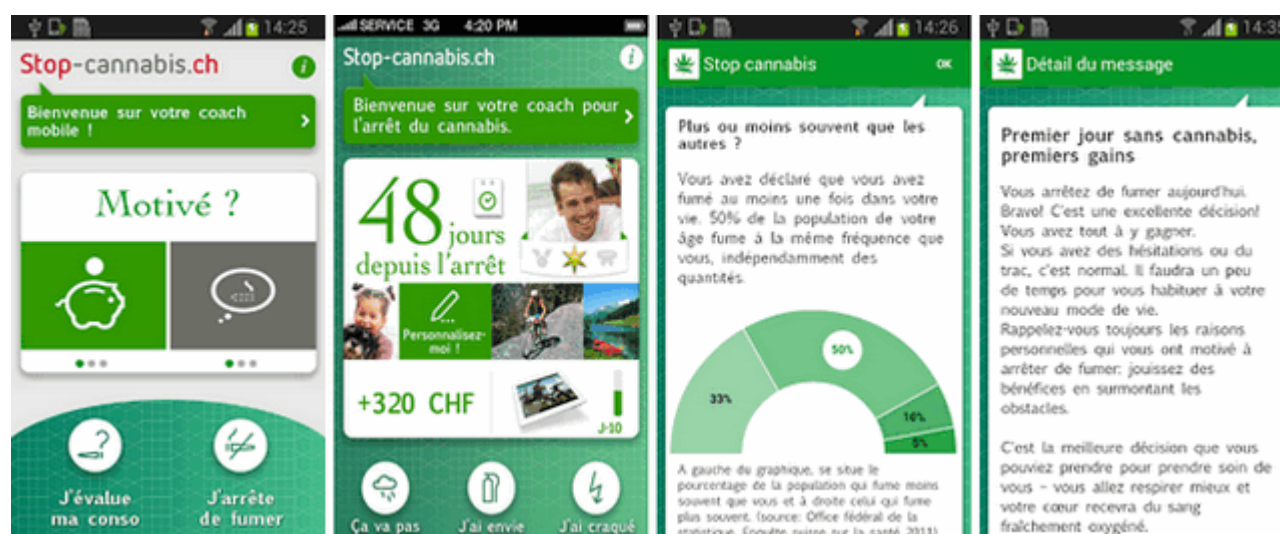 14:25
Stop-cannabis.ch
Bienvenue sur votre coach
mobile !
Motivé ?
J'évalue
ma conso
J'arrête
de fumer
SERVICE 3G 4:20 PM
Stop-cannabis.ch
Bienvenue sur votre coach pour
l'arrêt du cannabis.
48
jours
depuis l'arrêt
Personnalisez-
moi !
+320 CHF
J-10
Ça va pas
J'ai envie
J'ai craqué
14:26
Stop cannabis OK
Plus ou moins souvent que les
autres ?
Vous avez déclaré que vous avez
fumé au moins une fois dans votre
vie. 50% de la population de votre
âge fume à la même fréquence que
vous, indépendamment des
quantités.
33%
50%
16%
5%
A gauche du graphique, se situe le
pourcentage de la population qui fume moins
souvent que vous et à droite celui qui fume
plus souvent. (source: Office fédéral de la
statistique, Enquête suisse sur la santé 2011)
14:35
Détail du message
Premier jour sans cannabis,
premiers gains
Vous arrêtez de fumer aujourd'hui.
Bravo! C'est une excellente décision!
Vous avez tout à y gagner.
Si vous avez des hésitations ou du
trac, c'est normal. Il faudra un peu
de temps pour vous habituer à votre
nouveau mode de vie.
Rappelez-vous toujours les raisons
personnelles qui vous ont motivé à
arrêter de fumer: jouissez des
bénéfices en surmontant les
obstacles.
C'est la meilleure décision que vous
pouviez prendre pour prendre soin de
vous – vous allez respirer mieux et
votre cœur recevra du sang
fraîchement oxygéné.